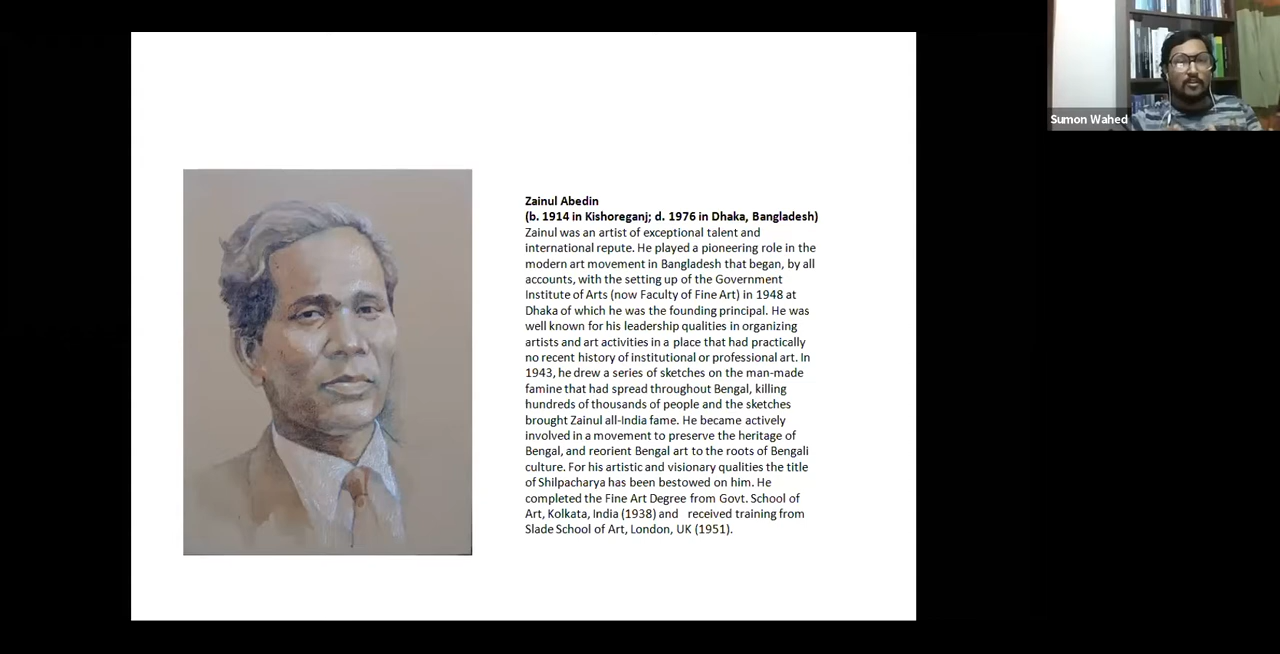 Sumon Wahed
Zainul Abedin
(b. 1914 in Kishoreganj; d. 1976 in Dhaka, Bangladesh)
Zainul was an artist of exceptional talent and
international repute. He played a pioneering role in the
modern art movement in Bangladesh that began, by all
accounts, with the setting up of the Government
Institute of Arts (now Faculty of Fine Art) in 1948 at
Dhaka of which he was the founding principal. He was
well known for his leadership qualities in organizing
artists and art activities in a place that had practically
no recent history of institutional or professional art. In
1943, he drew a series of sketches on the man-made
famine that had spread throughout Bengal, killing
hundreds of thousands of people and the sketches
brought Zainul all-India fame. He became actively
involved in a movement to preserve the heritage of
Bengal, and reorient Bengal art to the roots of Bengali
culture. For his artistic and visionary qualities the title
of Shilpacharya has been bestowed on him. He
completed the Fine Art Degree from Govt. School of
Art, Kolkata, India (1938) and received training from
Slade School of Art, London, UK (1951).